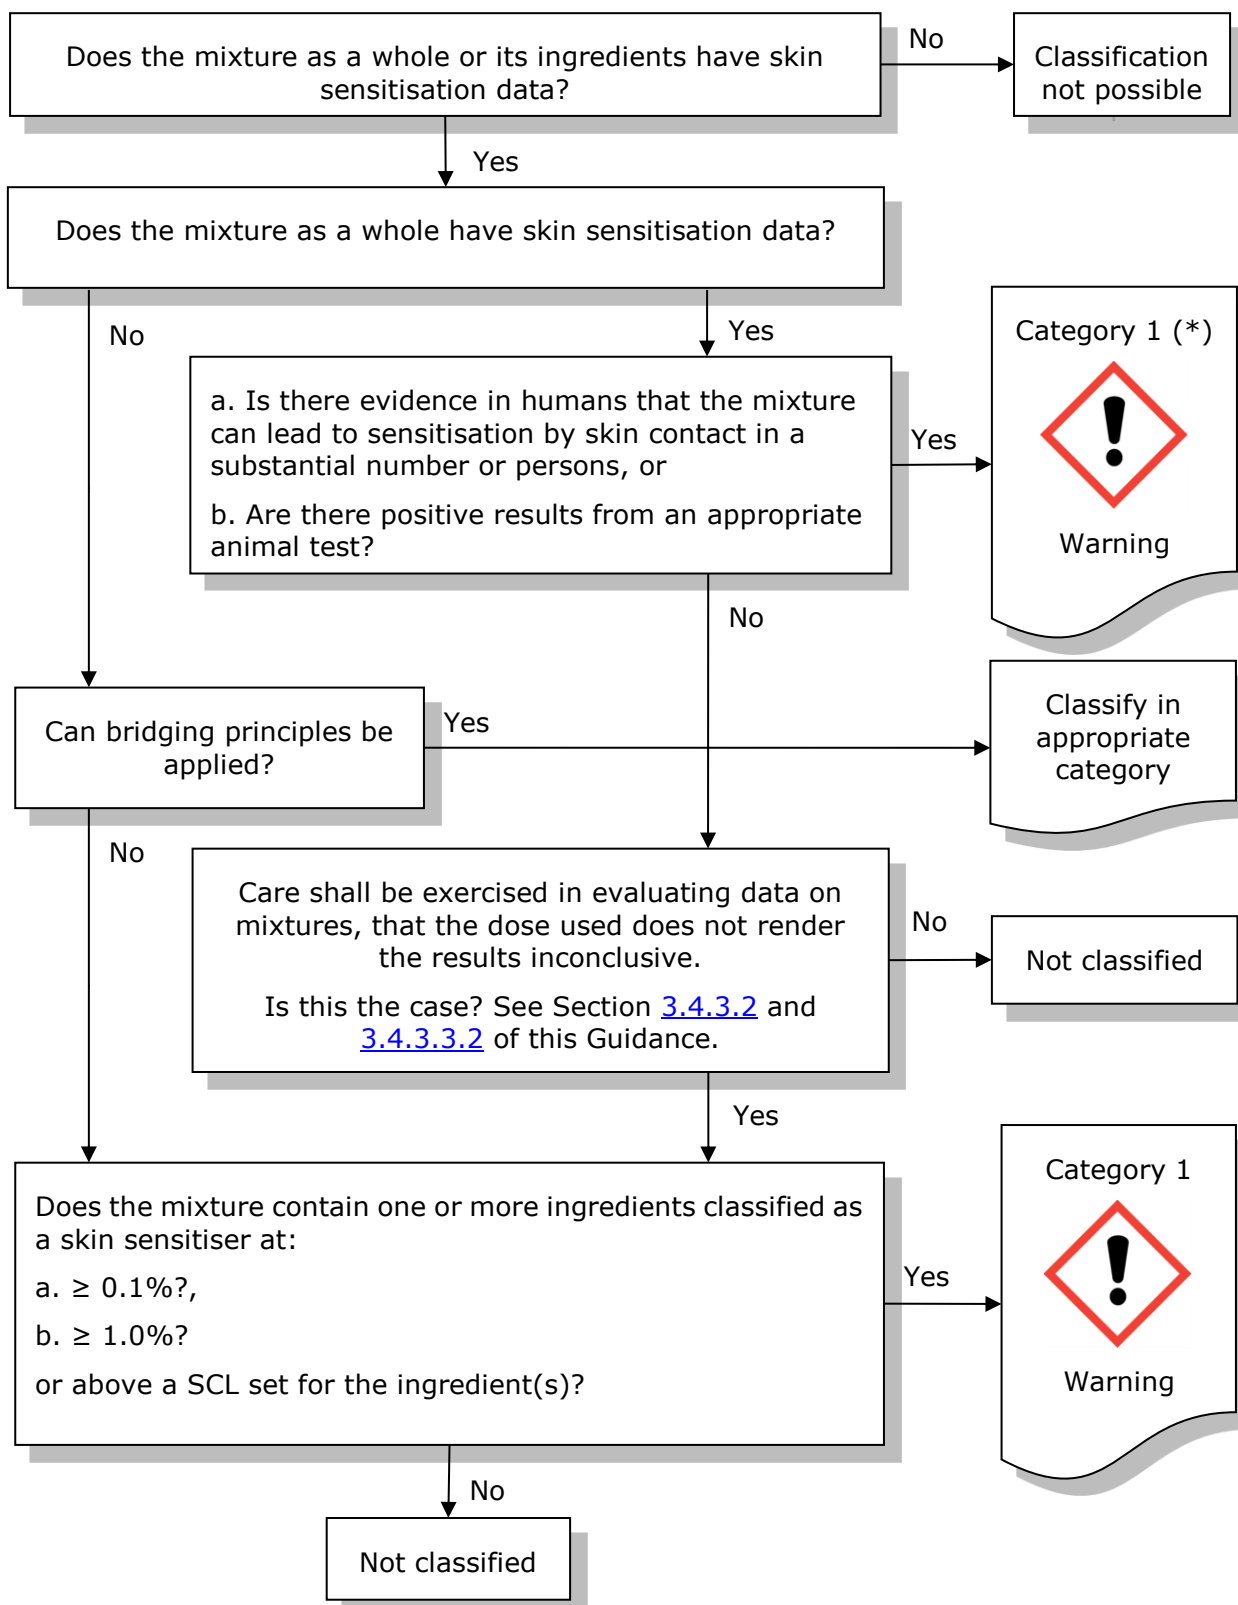 Does the mixture as a whole or its ingredients have skin
sensitisation data?
No
Classification
not possible
Yes
Does the mixture as a whole have skin sensitisation data?
No
Yes
a. Is there evidence in humans that the mixture
can lead to sensitisation by skin contact in a
substantial number or persons, or
b. Are there positive results from an appropriate
animal test?
Yes
Category 1 (*)
Warning
No
Can bridging principles be
applied?
Yes
Classify in
appropriate
category
No
Care shall be exercised in evaluating data on
mixtures, that the dose used does not render
the results inconclusive.
Is this the case? See Section 3.4.3.2 and
3.4.3.3.2 of this Guidance.
No
Not classified
Yes
Does the mixture contain one or more ingredients classified as
a skin sensitiser at:
a. ≥ 0.1%?,
b. ≥ 1.0%?
or above a SCL set for the ingredient(s)?
Yes
Category 1
Warning
No
Not classified